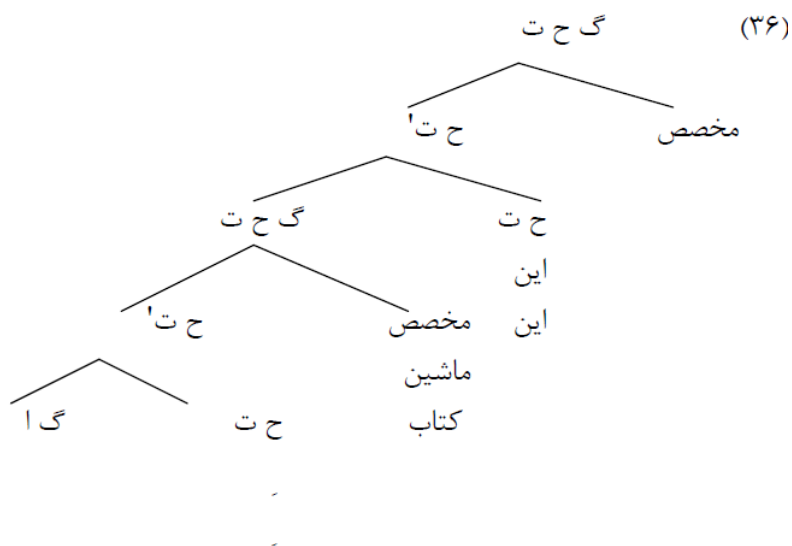 (۳۶) گ ح ت
مخصص ح ت'
ح ت گ ح ت
این
این مخصص ح ت'
ماشین
کتاب ح ت گ ا
َ
َ